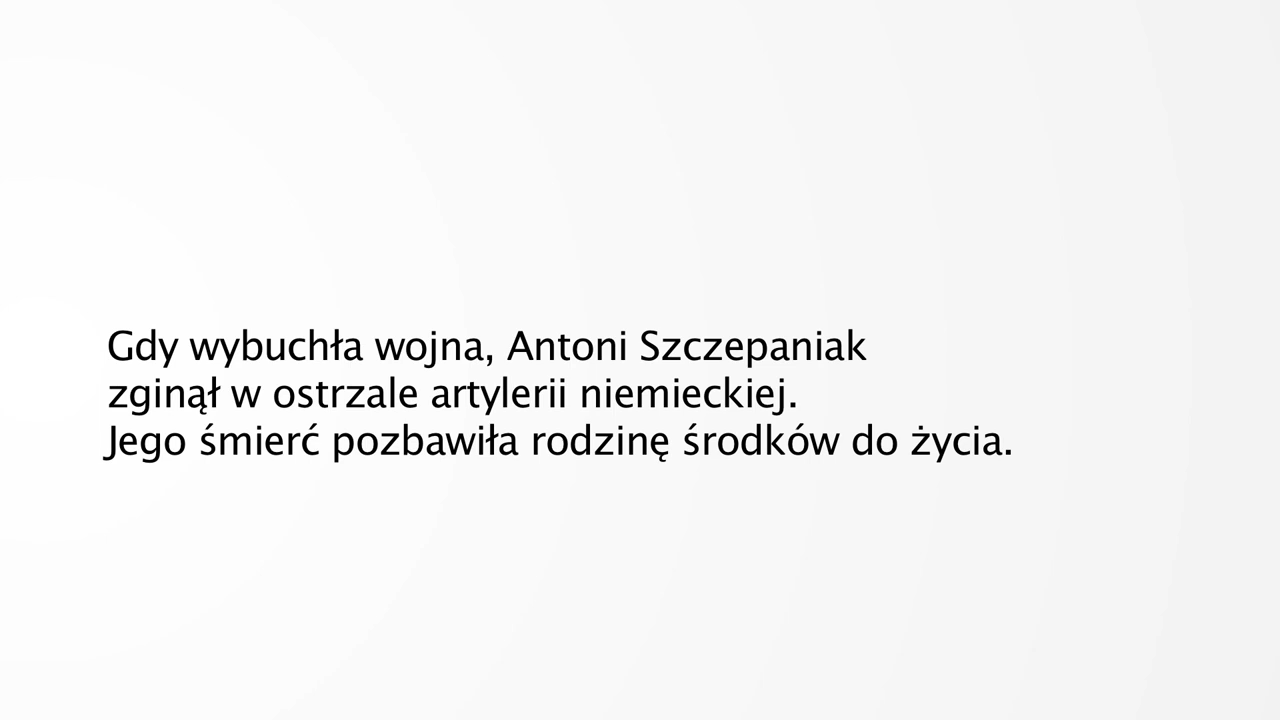 Gdy wybuchła wojna, Antoni Szczepaniak
zginął w ostrzale artylerii niemieckiej.
Jego śmierć pozbawiła rodzinę środków do życia.